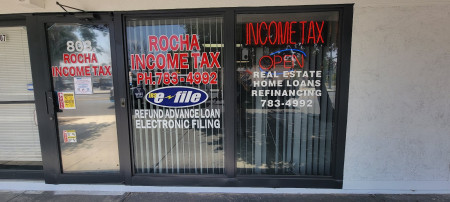 808
ROCHA
INCOME TAX
ROCHA
INCOME TAX
PH.783-4992
e-file
REFUND ADVANCE LOAN
ELECTRONIC FILING
INCOME TAX
OPEN
REAL ESTATE
HOME LOANS
REFINANCING
783-4992